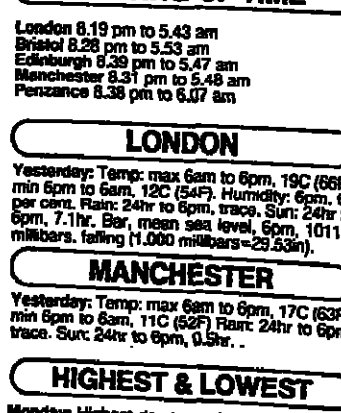 London 8.19 pm to 5.43 am
Bristol 8.28 pm to 5.53 am
Edinburgh 8.39 pm to 5.47 am
Manchester 8.31 pm to 5.48 am
Penzance 8.38 pm to 6.07 am
LONDON
Yesterday: Temp: max 6am to 6pm, 19C (66F
min 6pm to 6am, 12C (54F). Humidity: 6pm,
per cent. Rain: 24hr to 6pm, trace. Sun: 24hr
6pm, 7.1hr. Bar, mean sea level, 6pm, 1011
millibars, falling (1.000 millibars=29.53in).
MANCHESTER
Yesterday: Temp: max 6am to 6pm, 17C (63F
min 6pm to 6am, 11C (52F) Rain: 24hr to 6pm
trace. Sun: 24hr to 6pm, 0.5hr.
HIGHEST & LOWEST
Monday: Highest